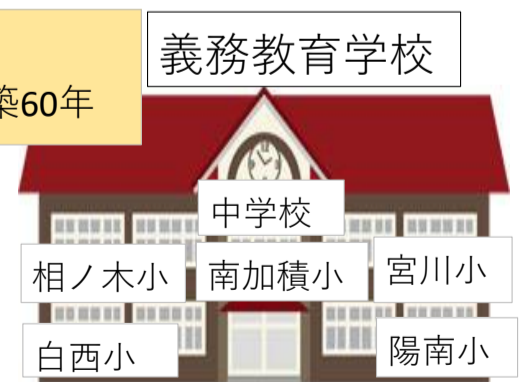 義務教育学校
築60年
中学校
相ノ木小
南加積小
宮川小
白西小
陽南小